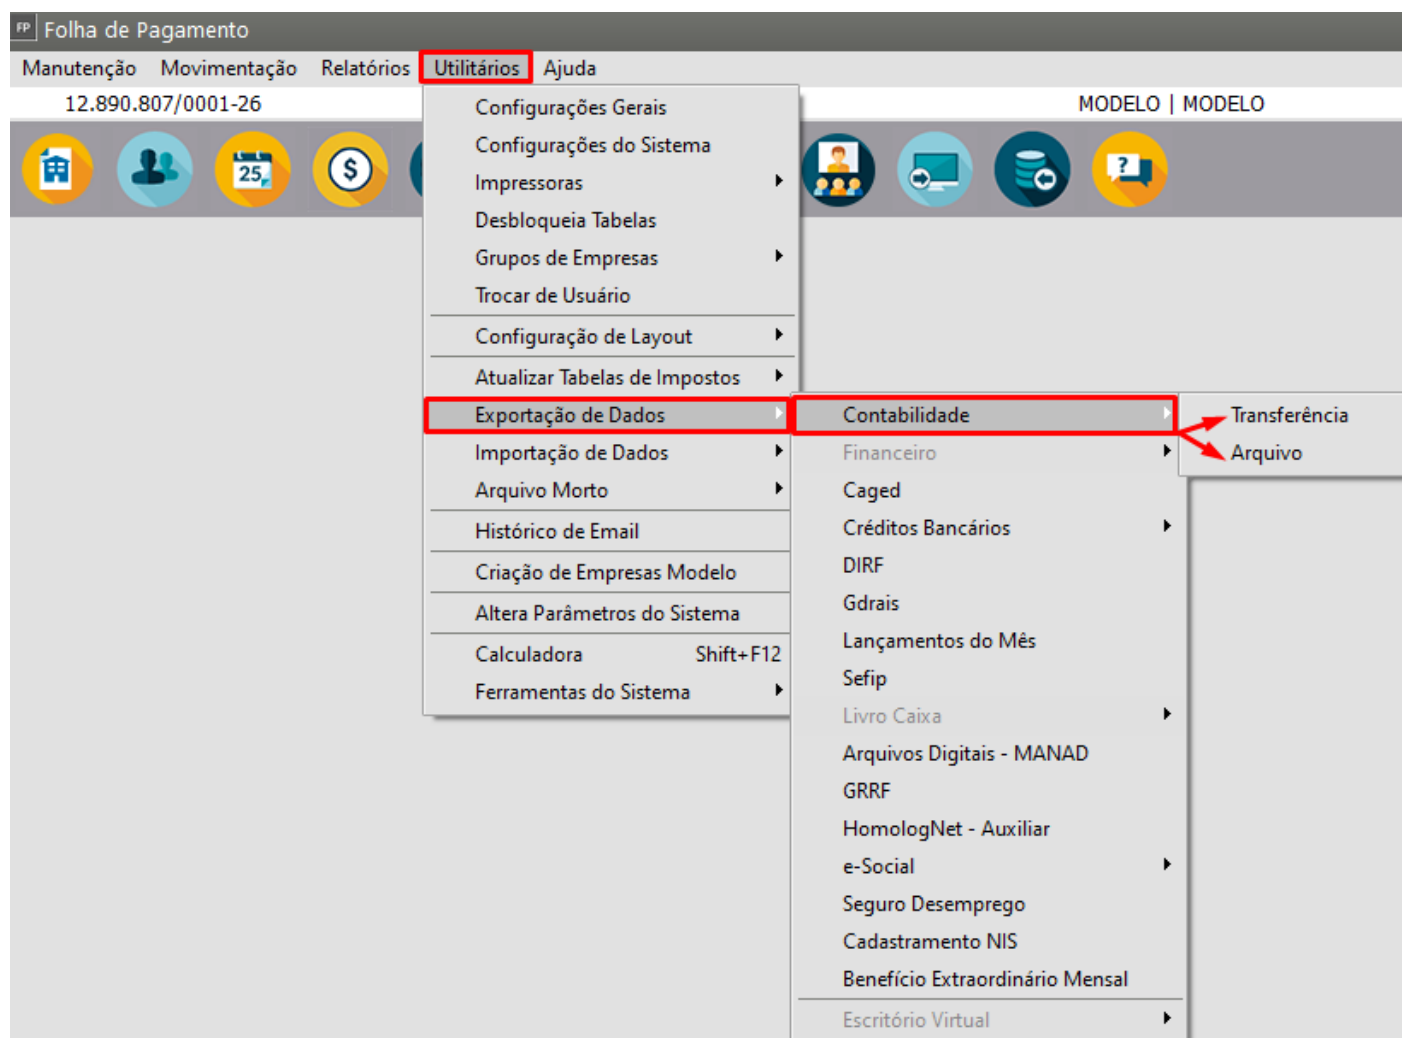 FP Folha de Pagamento
Manutenção Movimentação Relatórios Utilitários Ajuda
12.890.807/0001-26 MODELO | MODELO
25
$
?
Configurações Gerais
Configurações do Sistema
Impressoras
Desbloqueia Tabelas
Grupos de Empresas
Trocar de Usuário
Configuração de Layout
Atualizar Tabelas de Impostos
Exportação de Dados
Importação de Dados
Arquivo Morto
Histórico de Email
Criação de Empresas Modelo
Altera Parâmetros do Sistema
Calculadora Shift+F12
Ferramentas do Sistema
Contabilidade
Financeiro
Caged
Créditos Bancários
DIRF
Gdrais
Lançamentos do Mês
Sefip
Livro Caixa
Arquivos Digitais - MANAD
GRRF
HomologNet - Auxiliar
e-Social
Seguro Desemprego
Cadastramento NIS
Benefício Extraordinário Mensal
Escritório Virtual
Transferência
Arquivo